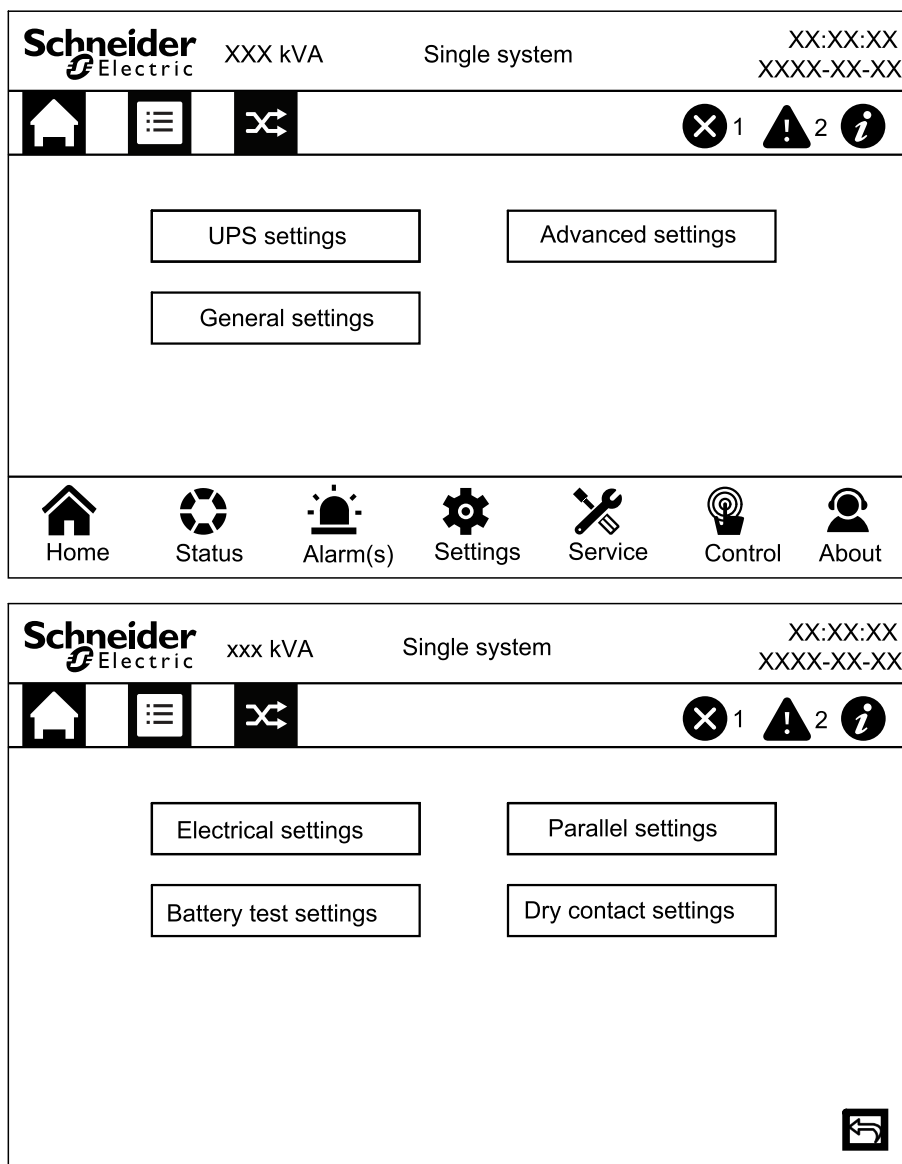 Schneider
Electric
XXX kVA
Single system
XX:XX:XX
XXXX-XX-XX
1
2
UPS settings
Advanced settings
General settings
Home
Status
Alarm(s)
Settings
Service
Control
About
Schneider
Electric
xxx kVA
Single system
XX:XX:XX
XXXX-XX-XX
1
2
Electrical settings
Parallel settings
Battery test settings
Dry contact settings